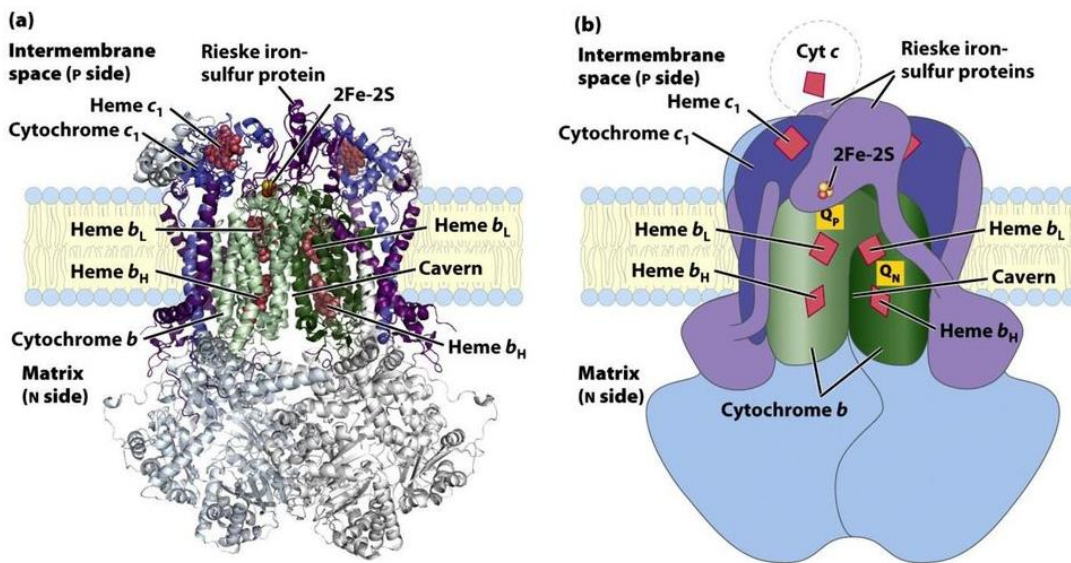 (a)
Intermembrane
space (P side)
Rieske iron-
sulfur protein
2Fe-2S
Heme c1
Cytochrome c1
Heme bL
Heme bL
Heme bH
Cavern
Cytochrome b
Heme bH
Matrix
(N side)
(b)
Intermembrane
space (P side)
Cyt c
Rieske iron-
sulfur proteins
Heme c1
Cytochrome c1
2Fe-2S
QP
Heme bL
Heme bL
Heme bH
QN
Cavern
Heme bH
Matrix
(N side)
Cytochrome b